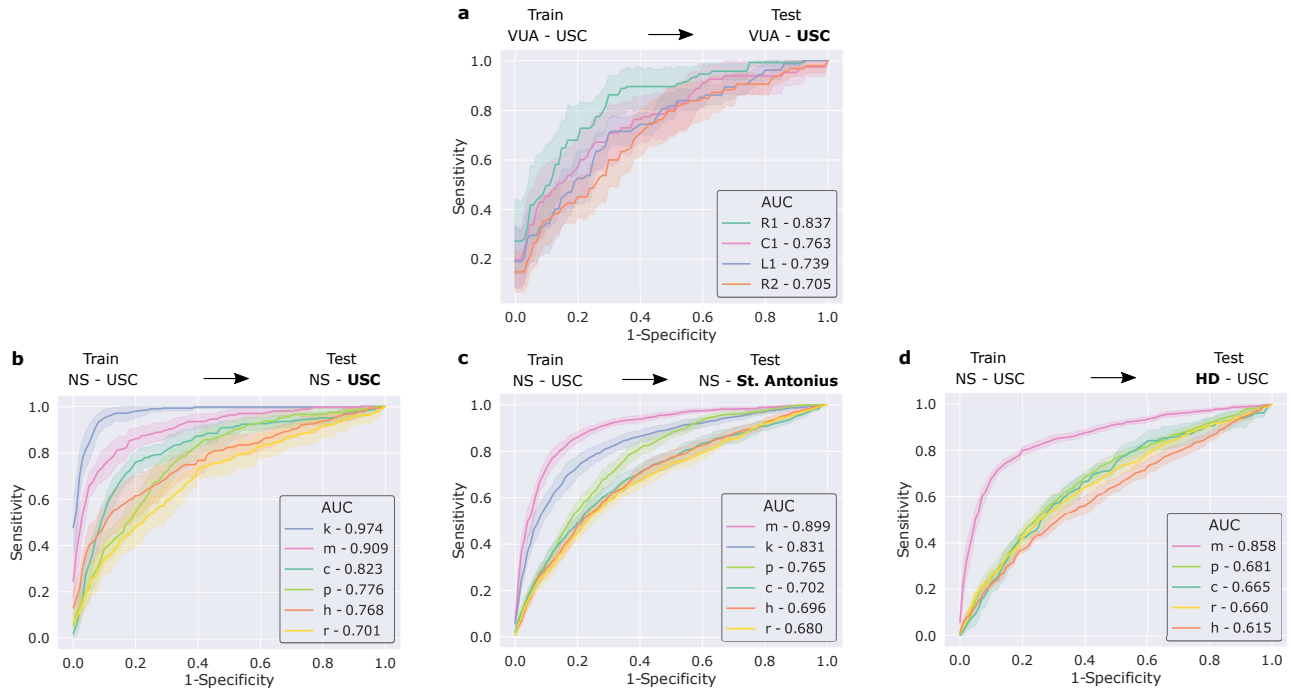 a
Train
Test
VUA - USC
VUA - USC
1.0
0.8
0.6
0.4
0.2
Sensitivity
AUC
R1 - 0.837
C1 - 0.763
L1 - 0.739
R2 - 0.705
0.0 0.2 0.4 0.6 0.8 1.0
1-Specificity
b
Train
Test
NS - USC
NS - USC
1.0
0.8
0.6
0.4
0.2
0.0
Sensitivity
AUC
k - 0.974
m - 0.909
c - 0.823
p - 0.776
h - 0.768
r - 0.701
0.0 0.2 0.4 0.6 0.8 1.0
1-Specificity
c
Train
Test
NS - USC
NS - St. Antonius
1.0
0.8
0.6
0.4
0.2
0.0
Sensitivity
AUC
m - 0.899
k - 0.831
p - 0.765
c - 0.702
h - 0.696
r - 0.680
0.0 0.2 0.4 0.6 0.8 1.0
1-Specificity
d
Train
Test
NS - USC
HD - USC
1.0
0.8
0.6
0.4
0.2
0.0
Sensitivity
AUC
m - 0.858
p - 0.681
c - 0.665
r - 0.660
h - 0.615
0.0 0.2 0.4 0.6 0.8 1.0
1-Specificity